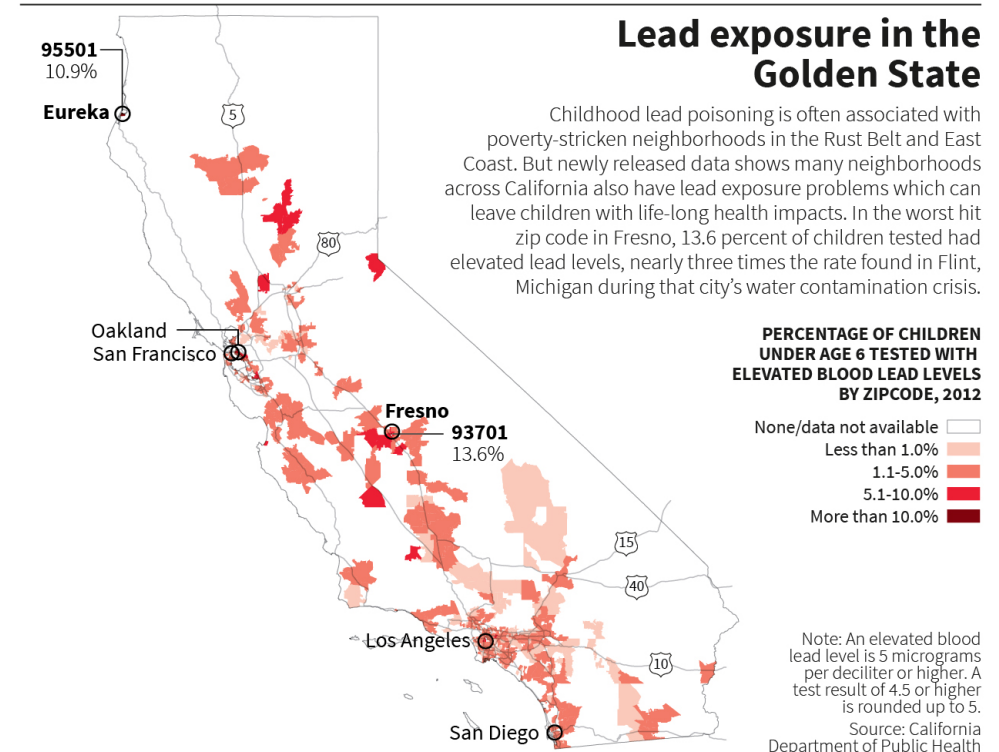 Lead exposure in the
Golden State
Childhood lead poisoning is often associated with
poverty-stricken neighborhoods in the Rust Belt and East
Coast. But newly released data shows many neighborhoods
across California also have lead exposure problems which can
leave children with life-long health impacts. In the worst hit
zip code in Fresno, 13.6 percent of children tested had
elevated lead levels, nearly three times the rate found in Flint,
Michigan during that city's water contamination crisis.
PERCENTAGE OF CHILDREN
UNDER AGE 6 TESTED WITH
ELEVATED BLOOD LEAD LEVELS
BY ZIPCODE, 2012
None/data not available
Less than 1.0%
1.1-5.0%
5.1-10.0%
More than 10.0%
95501
10.9%
Eureka
5
80
Oakland
San Francisco
Fresno
93701
13.6%
15
40
Los Angeles
10
San Diego
Note: An elevated blood
lead level is 5 micrograms
per deciliter or higher. A
test result of 4.5 or higher
is rounded up to 5.
Source: California
Department of Public Health